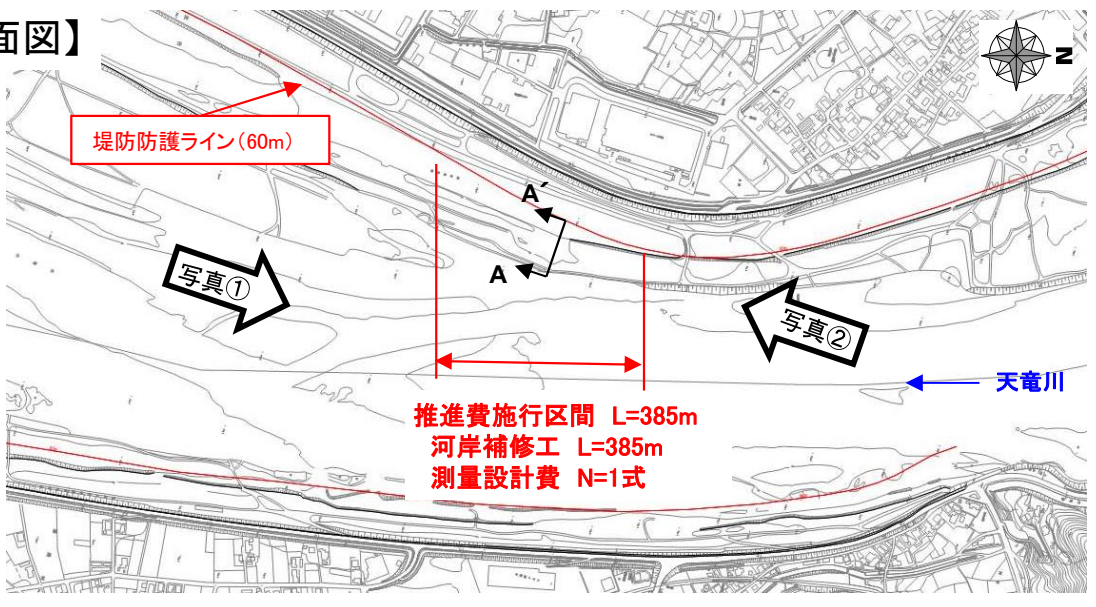 面図】
N
堤防防護ライン(60m)
A´
A
写真①
写真②
天竜川
推進費施行区間 L=385m
河岸補修工 L=385m
測量設計費 N=1式